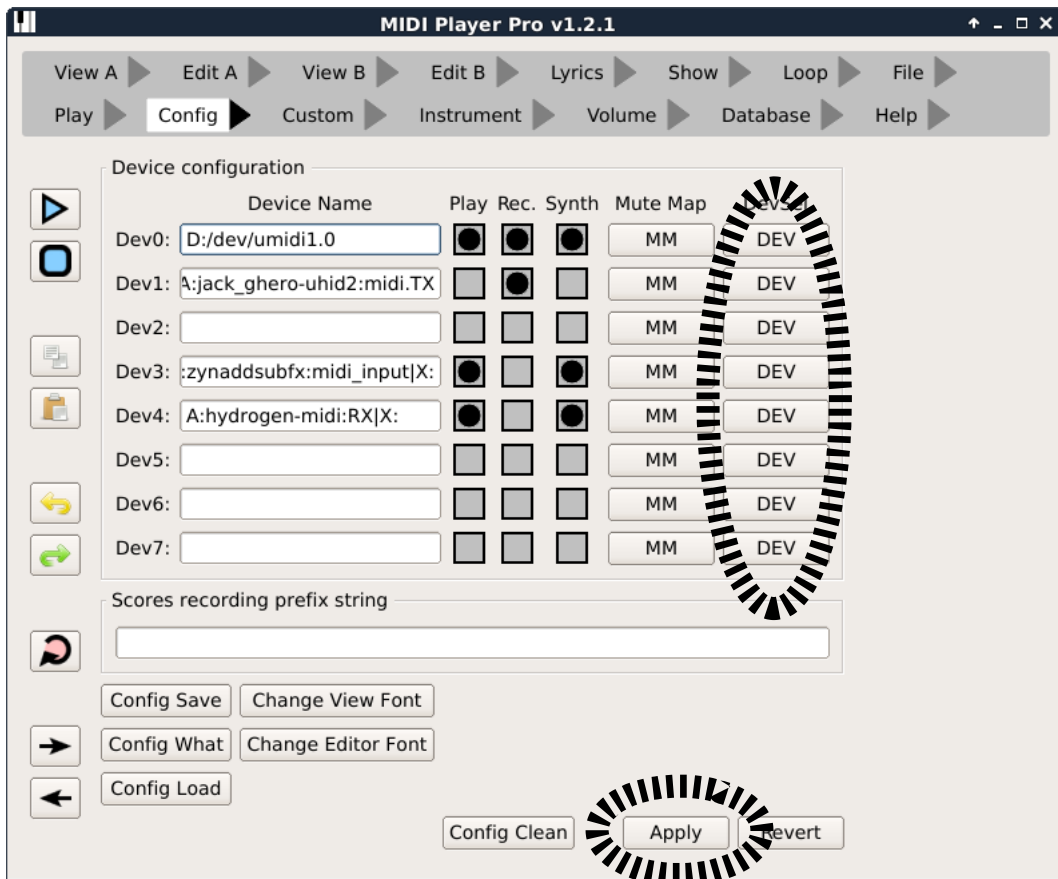 MIDI Player Pro v1.2.1
View A Edit A View B Edit B Lyrics Show Loop File
Play Config Custom Instrument Volume Database Help
Device configuration
Device Name Play Rec. Synth Mute Map DevSel
Dev0: D:/dev/umidi1.0 MM DEV
Dev1: A:jack_ghero-uhid2:midi.TX MM DEV
Dev2: MM DEV
Dev3: :zynaddsubfx:midi_input|X: MM DEV
Dev4: A:hydrogen-midi:RX|X: MM DEV
Dev5: MM DEV
Dev6: MM DEV
Dev7: MM DEV
Scores recording prefix string
Config Save Change View Font
Config What Change Editor Font
Config Load
Config Clean Apply Revert